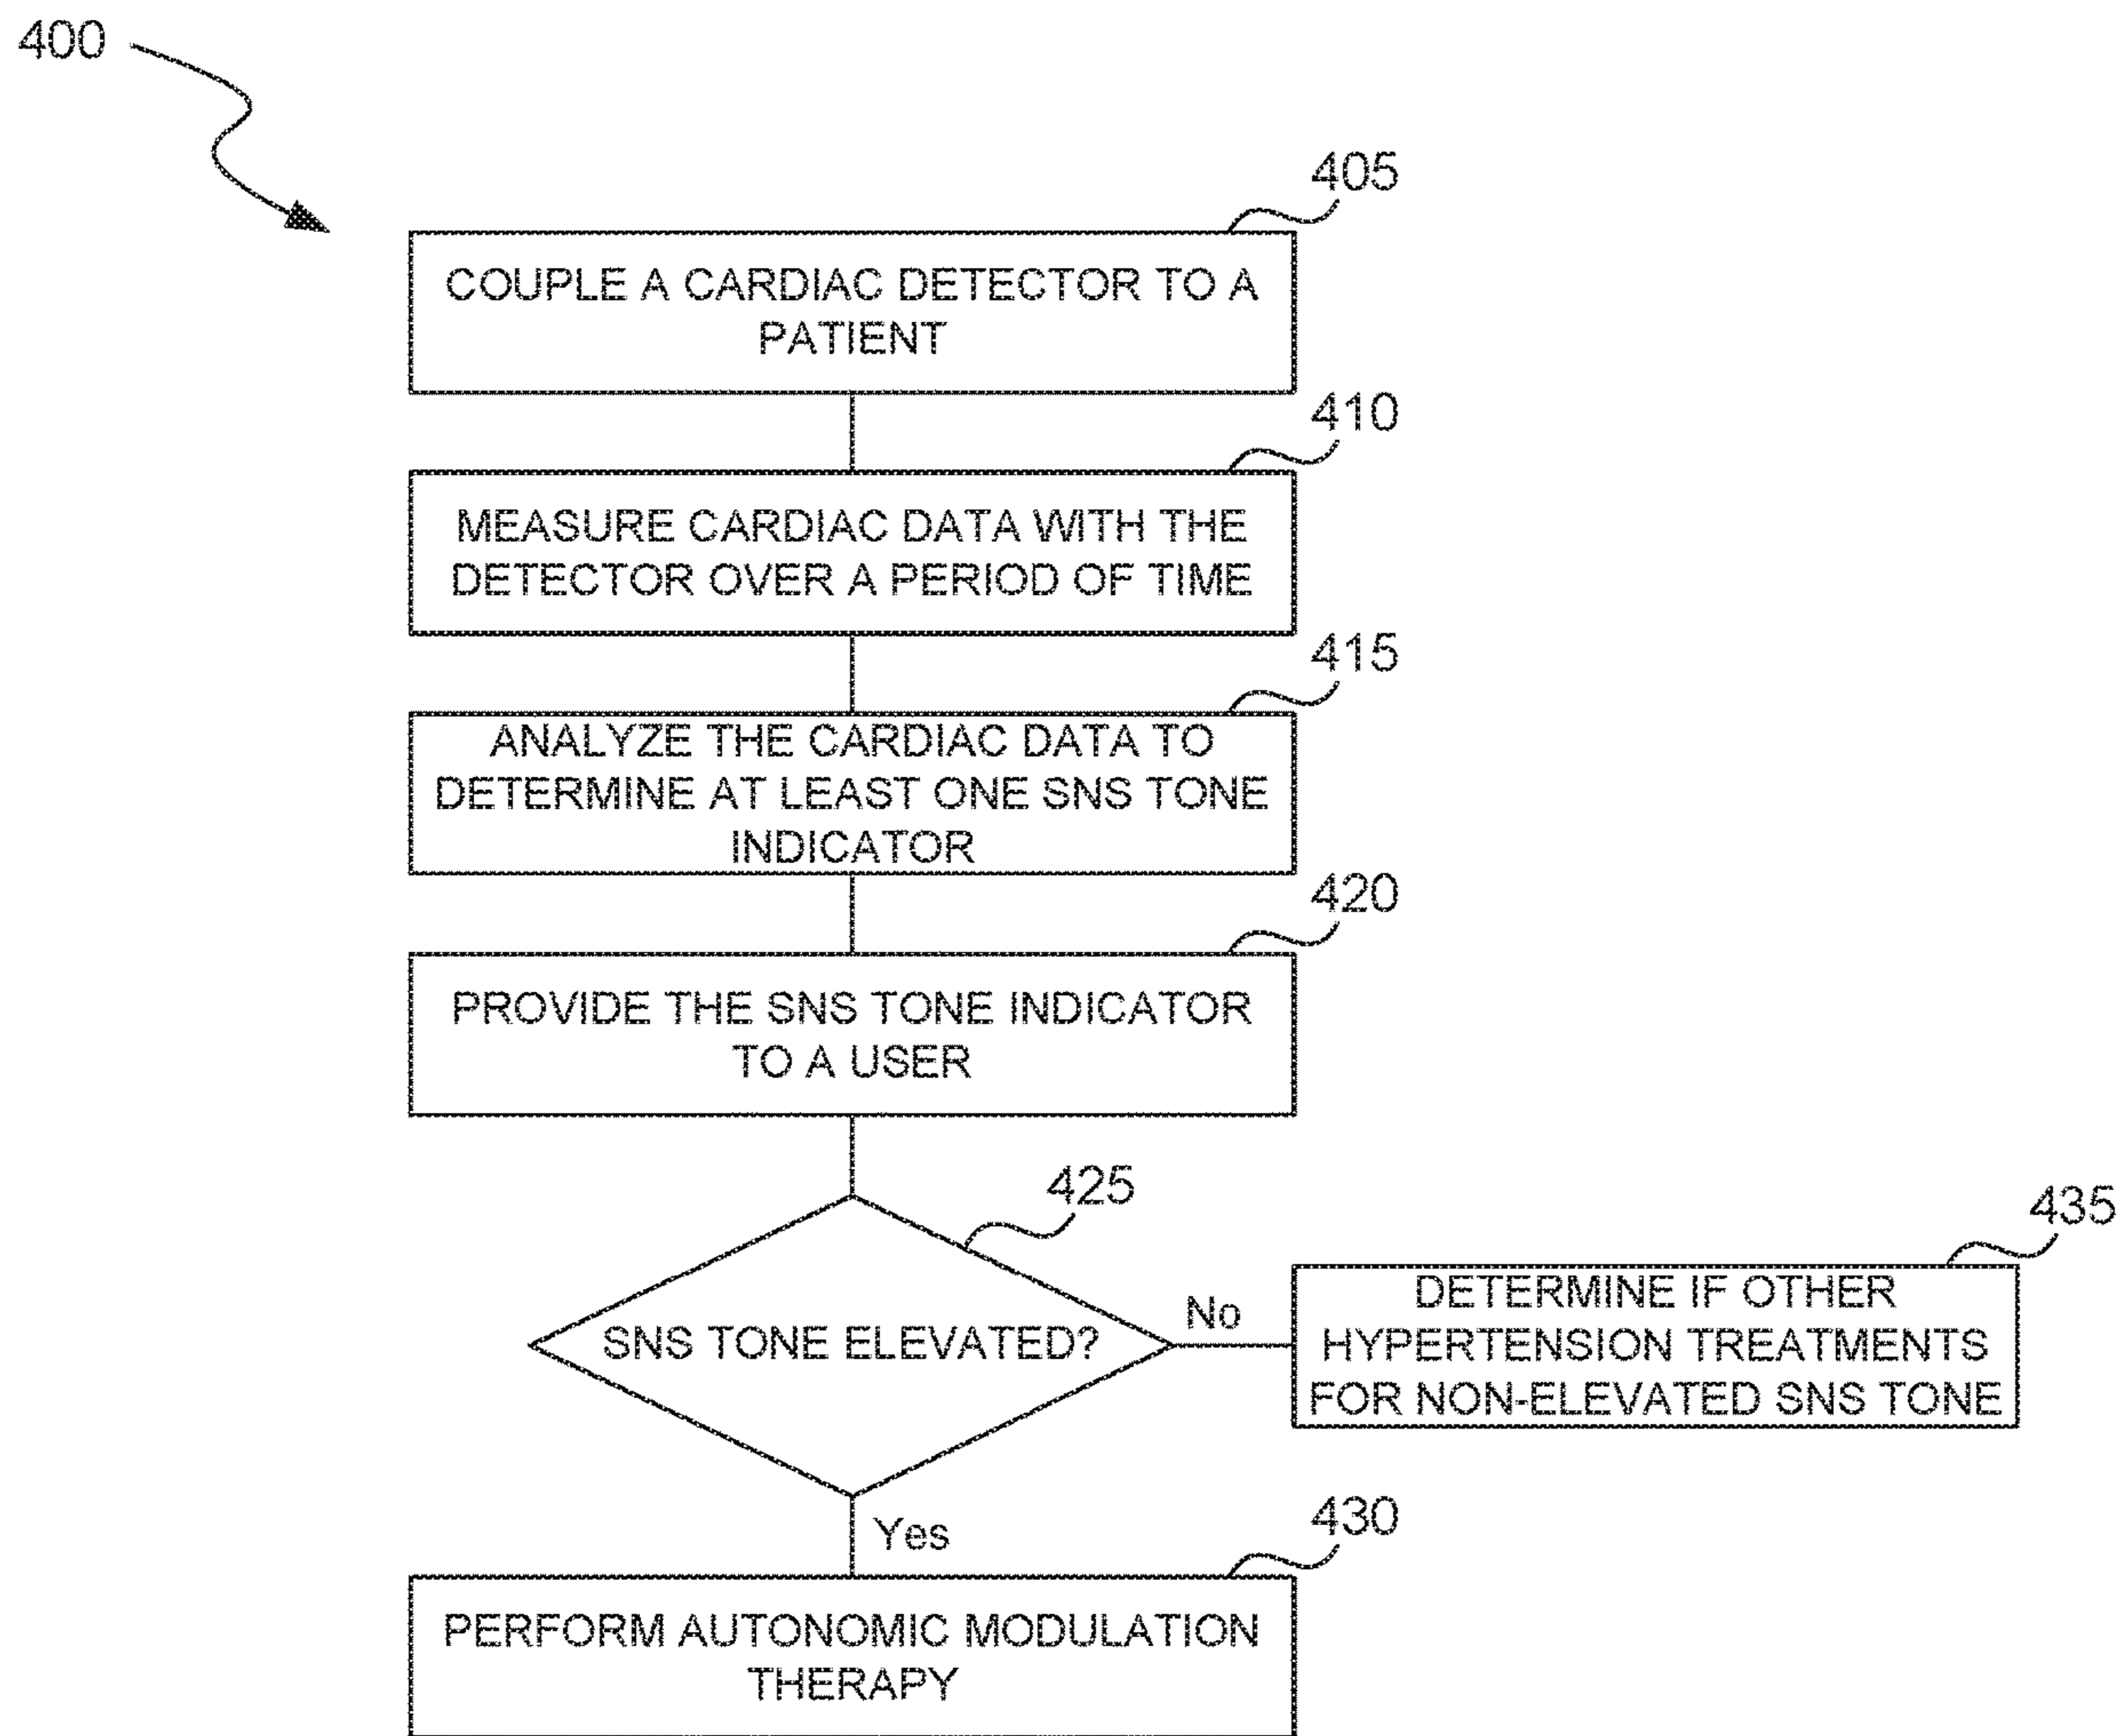 400
405
COUPLE A CARDIAC DETECTOR TO A
PATIENT
410
MEASURE CARDIAC DATA WITH THE
DETECTOR OVER A PERIOD OF TIME
415
ANALYZE THE CARDIAC DATA TO
DETERMINE AT LEAST ONE SNS TONE
INDICATOR
420
PROVIDE THE SNS TONE INDICATOR
TO A USER
425
SNS TONE ELEVATED?
No
435
DETERMINE IF OTHER
HYPERTENSION TREATMENTS
FOR NON-ELEVATED SNS TONE
Yes
430
PERFORM AUTONOMIC MODULATION
THERAPY